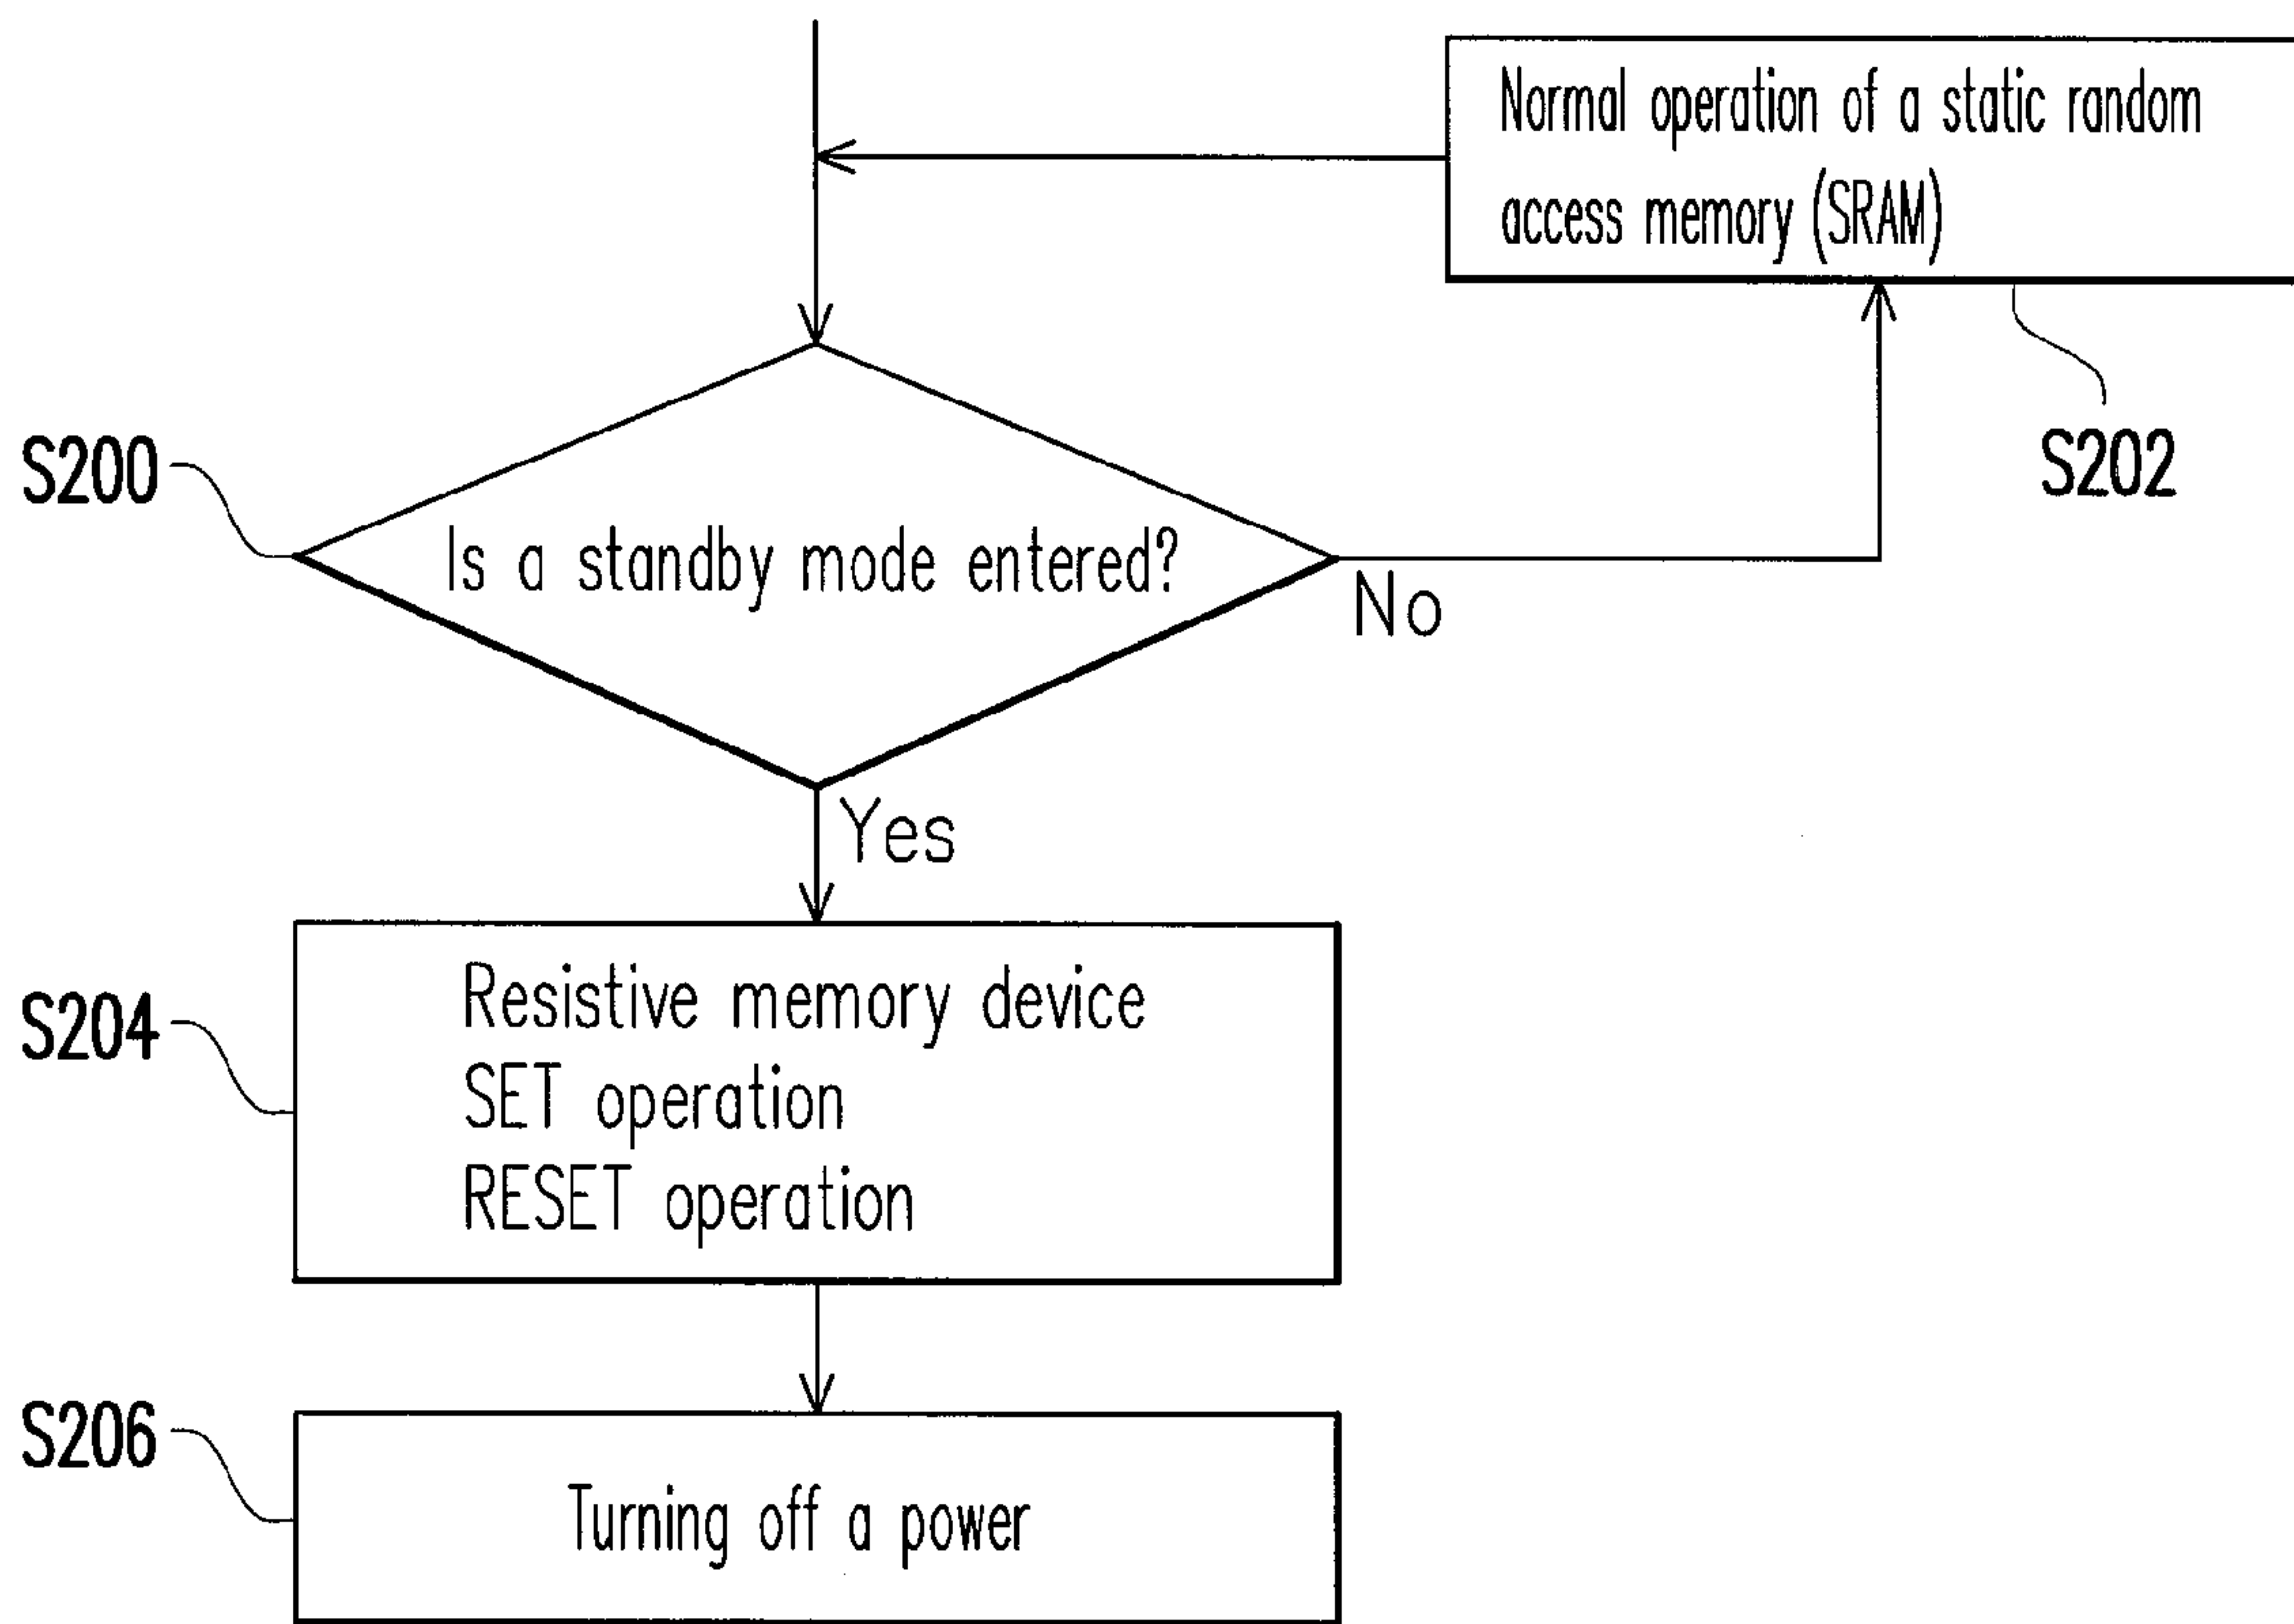 Normal operation of a static random
access memory (SRAM)
S202
S200
Is a standby mode entered?
No
Yes
S204
Resistive memory device
SET operation
RESET operation
S206
Turning off a power